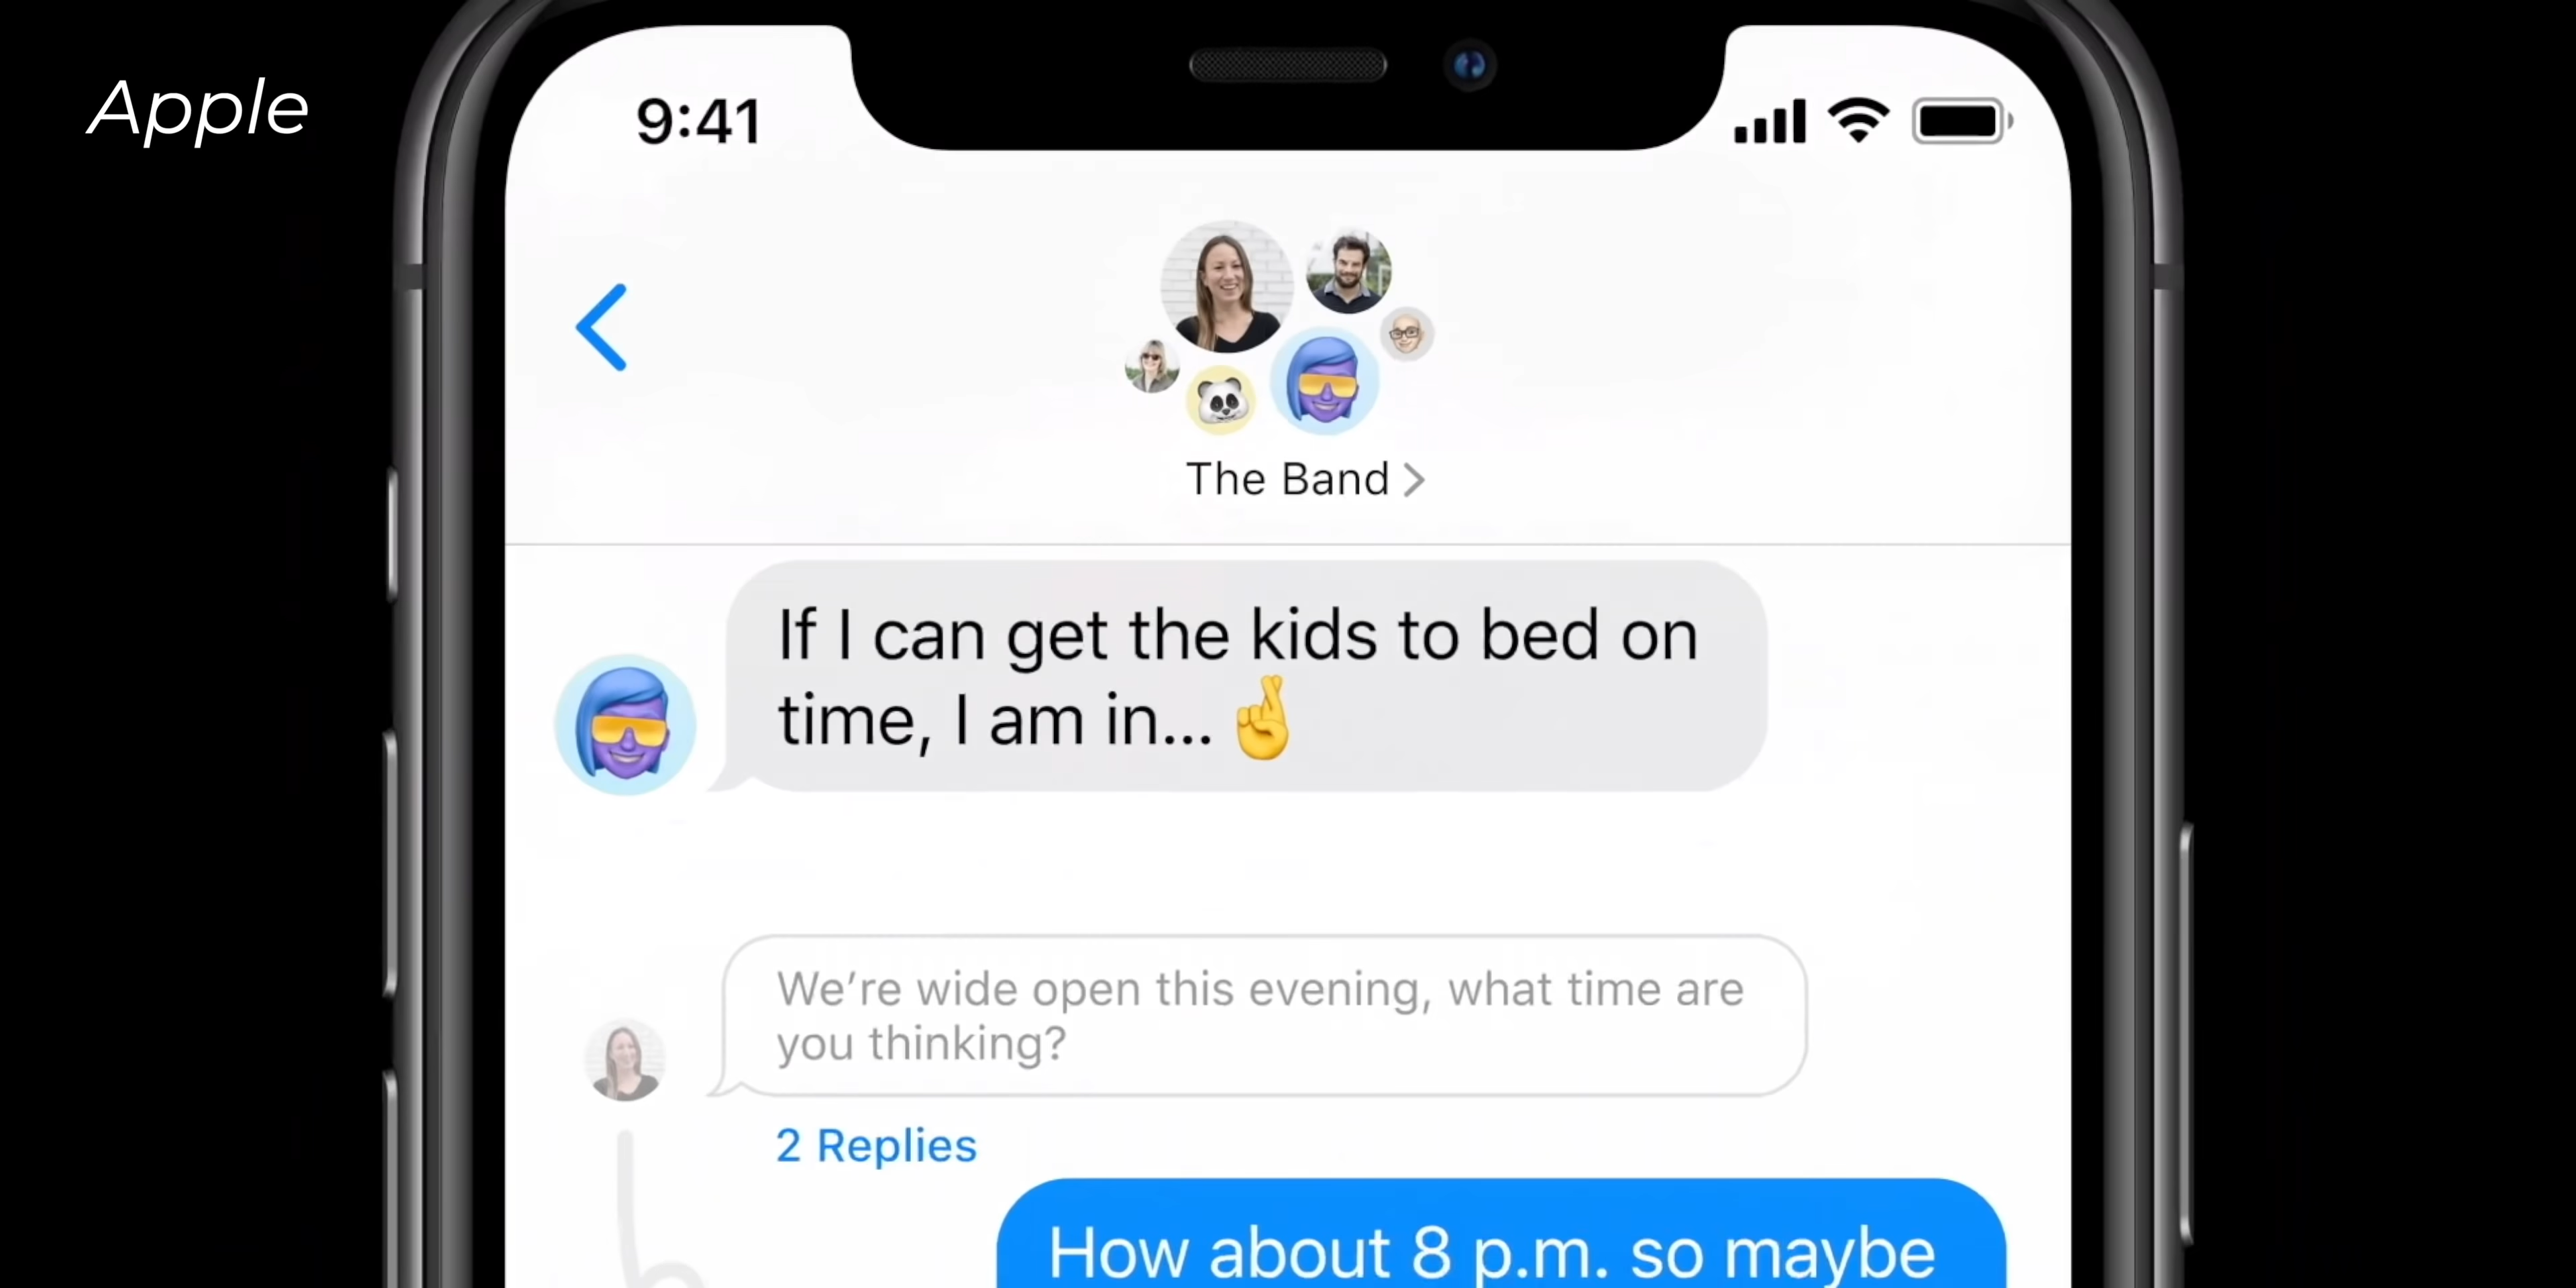 Apple
9:41
The Band
If I can get the kids to bed on
time, I am in... 🤞
We’re wide open this evening, what time are
you thinking?
2 Replies
How about 8 p.m. so maybe